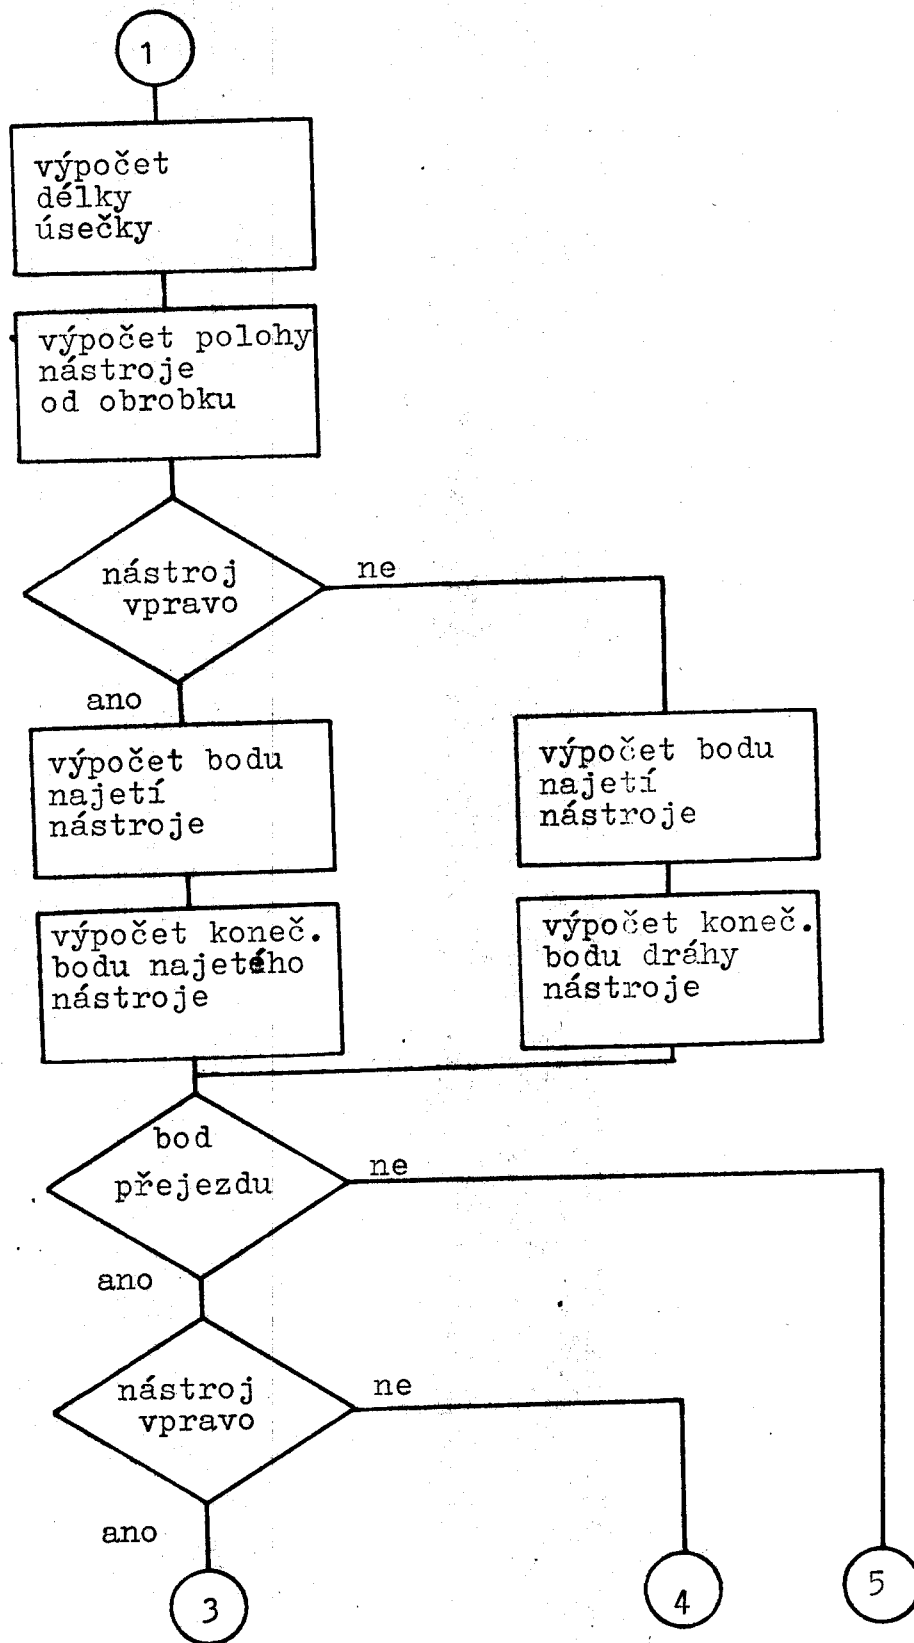 1
výpočet
délky
úsečky
výpočet polohy
nástroje
od obrobku
nástroj
vpravo
ne
ano
výpočet bodu
najetí
nástroje
výpočet koneč.
bodu najetého
nástroje
výpočet bodu
najetí
nástroje
výpočet koneč.
bodu dráhy
nástroje
bod
přejezdu
ne
ano
nástroj
vpravo
ne
ano
3
4
5